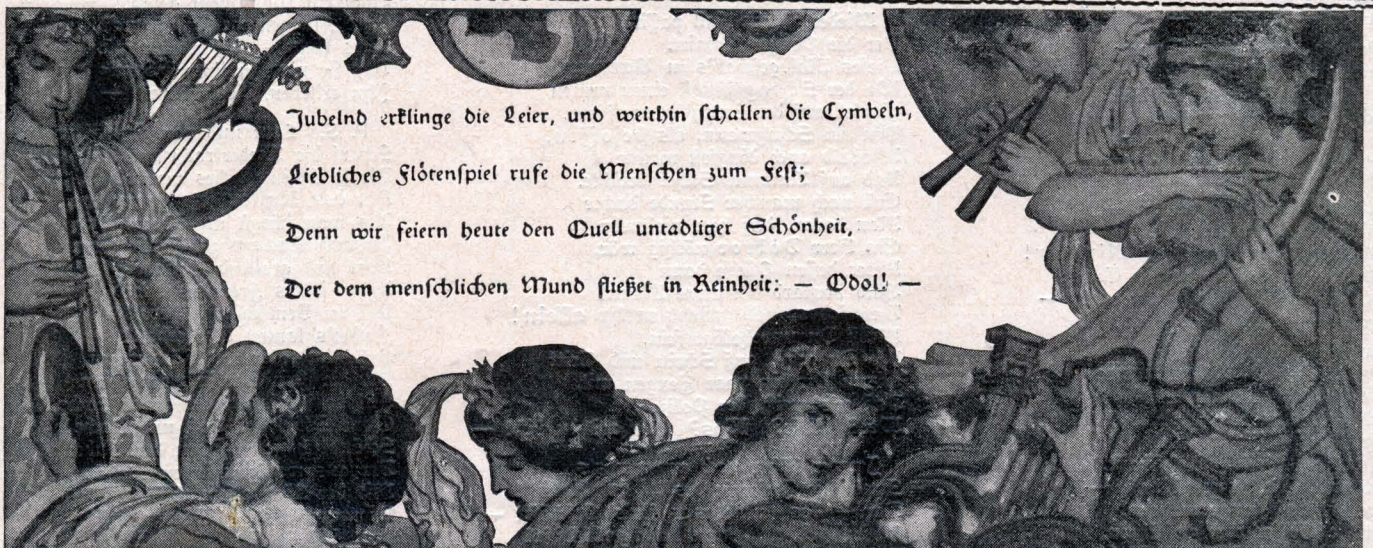 Jubelnd erklinge die Leier, und weithin ſchallen die Cymbeln,
Liebliches Flötenſpiel rufe die Menſchen zum Feſt;
Denn wir feiern heute den Quell untadliger Schönheit,
Der dem menſchlichen Mund fließet in Reinheit: — Odol! —